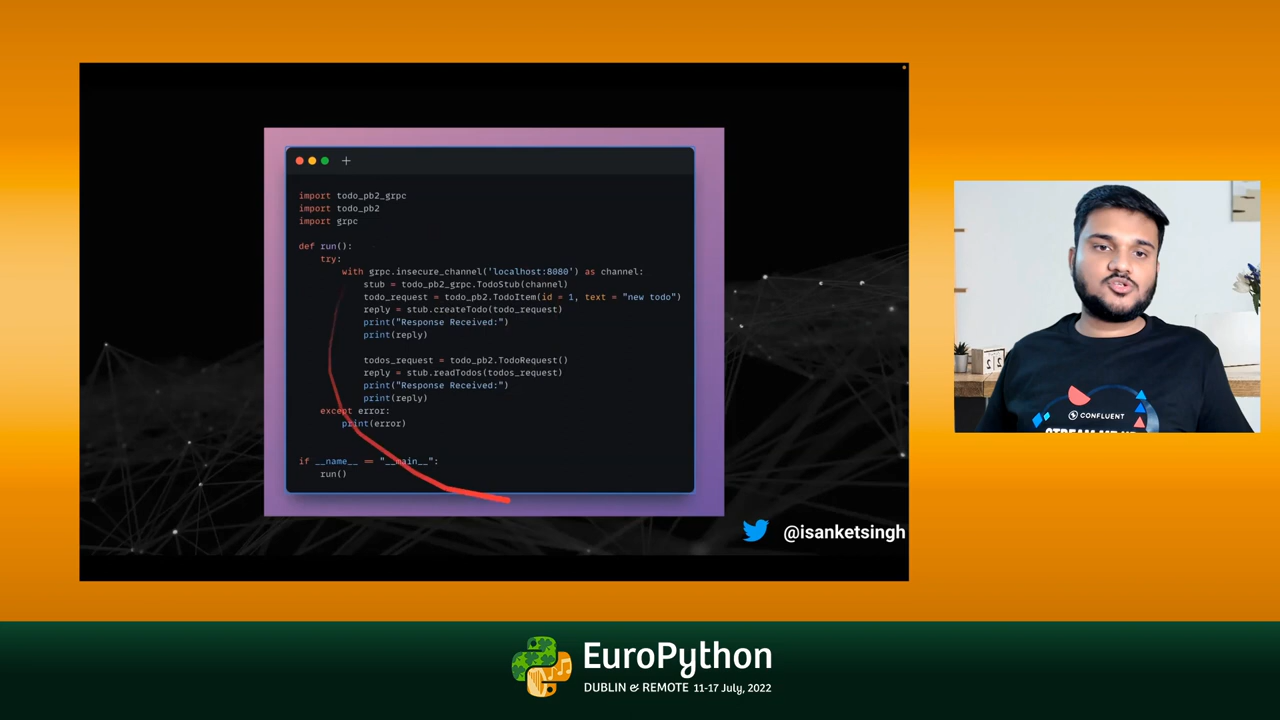 import todo_pb2_grpc
import todo_pb2
import grpc
def run():
try:
with grpc.insecure_channel('localhost:8080') as channel:
stub = todo_pb2_grpc.TodoStub(channel)
todo_request = todo_pb2.TodoItem(id = 1, text = "new todo")
reply = stub.createTodo(todo_request)
print("Response Received:")
print(reply)
todos_request = todo_pb2.TodoRequest()
reply = stub.readTodos(todos_request)
print("Response Received:")
print(reply)
except error:
print(error)
if __name__ == "__main__":
run()
@isanketsingh
CONFLUENT
EuroPython
DUBLIN & REMOTE 11-17 July, 2022